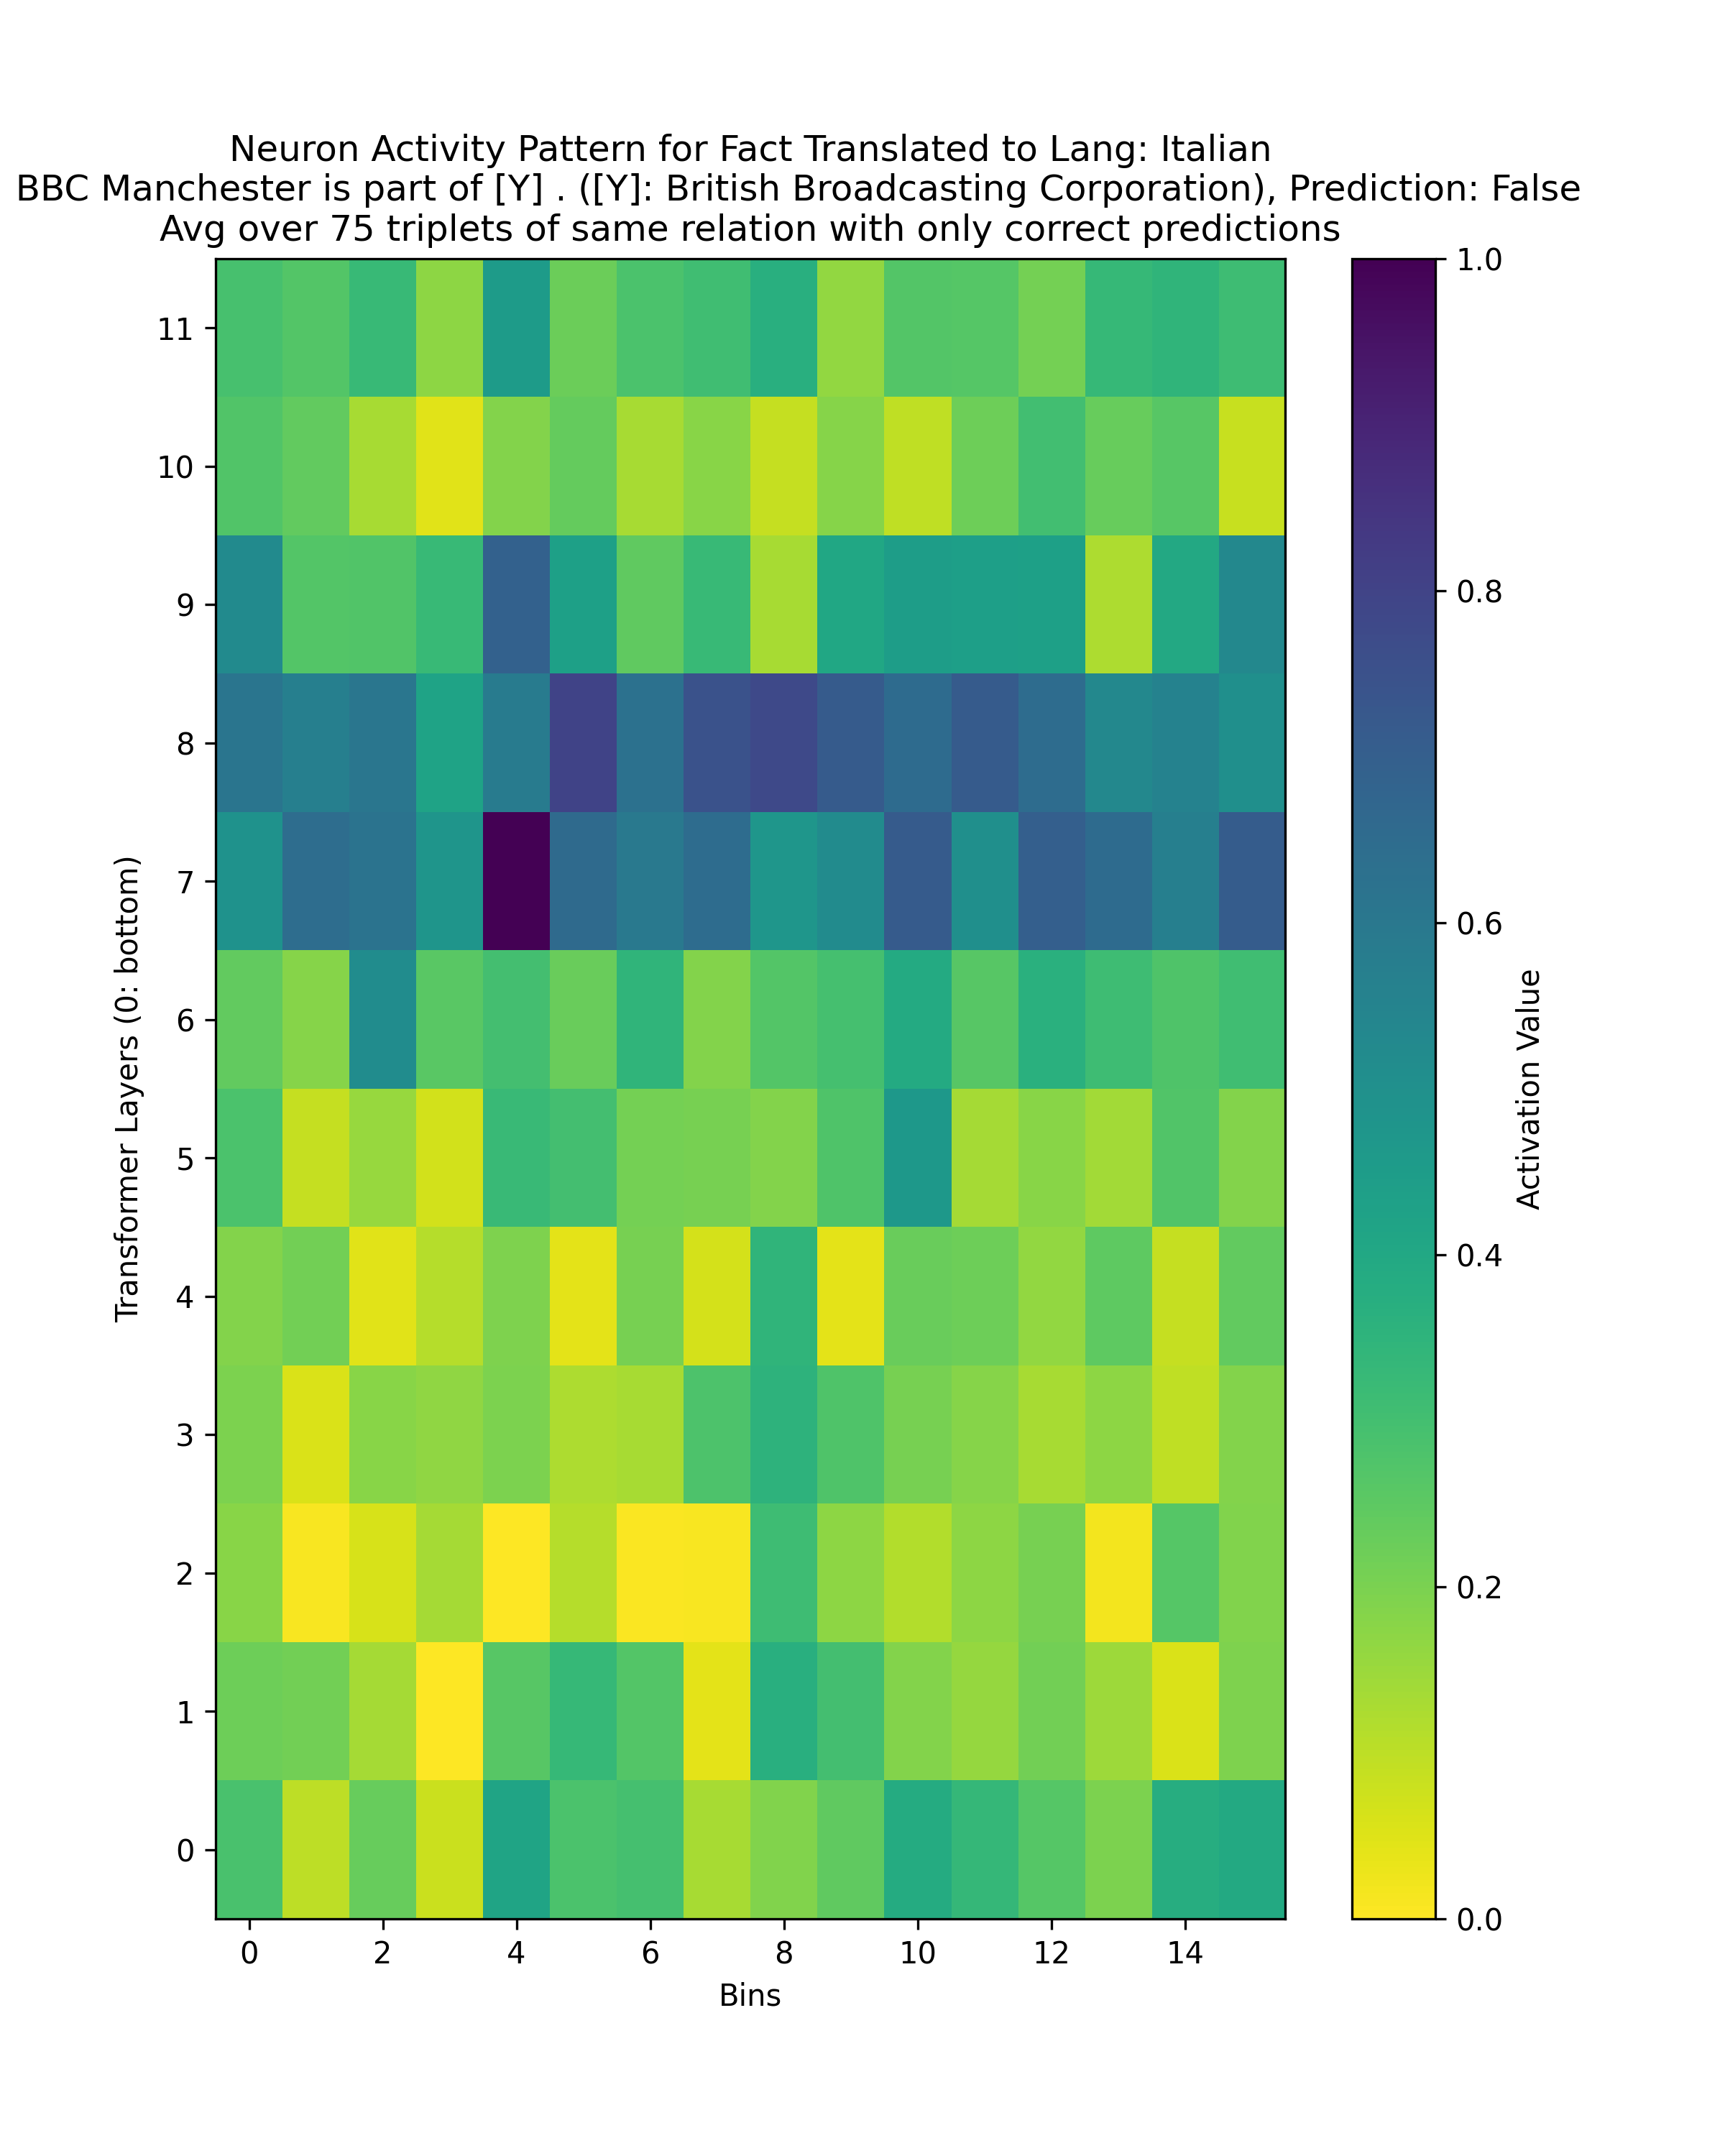 Neuron Activity Pattern for Fact Translated to Lang: Italian
BBC Manchester is part of [Y] . ([Y]: British Broadcasting Corporation), Prediction: False
Avg over 75 triplets of same relation with only correct predictions
11
10
9
8
7
6
5
4
3
2
1
0
Transformer Layers (0: bottom)
0 2 4 6 8 10 12 14
Bins
1.0
0.8
0.6
0.4
0.2
0.0
Activation Value